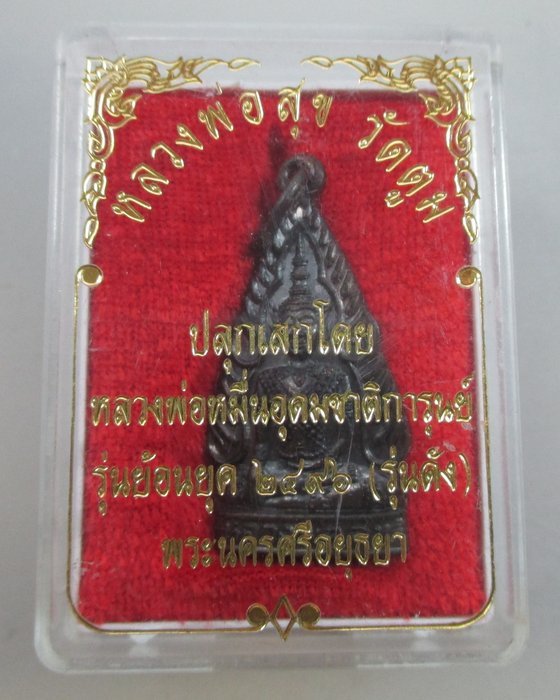 หลวงพ่อสุข วัดตูม
ปลุกเสกโดย
หลวงพ่อหมื่นอุดมชาติการุนย์
รุ่นย้อนยุค ๒๔๙๖ (รุ่นดัง)
พระนครศรีอยุธยา